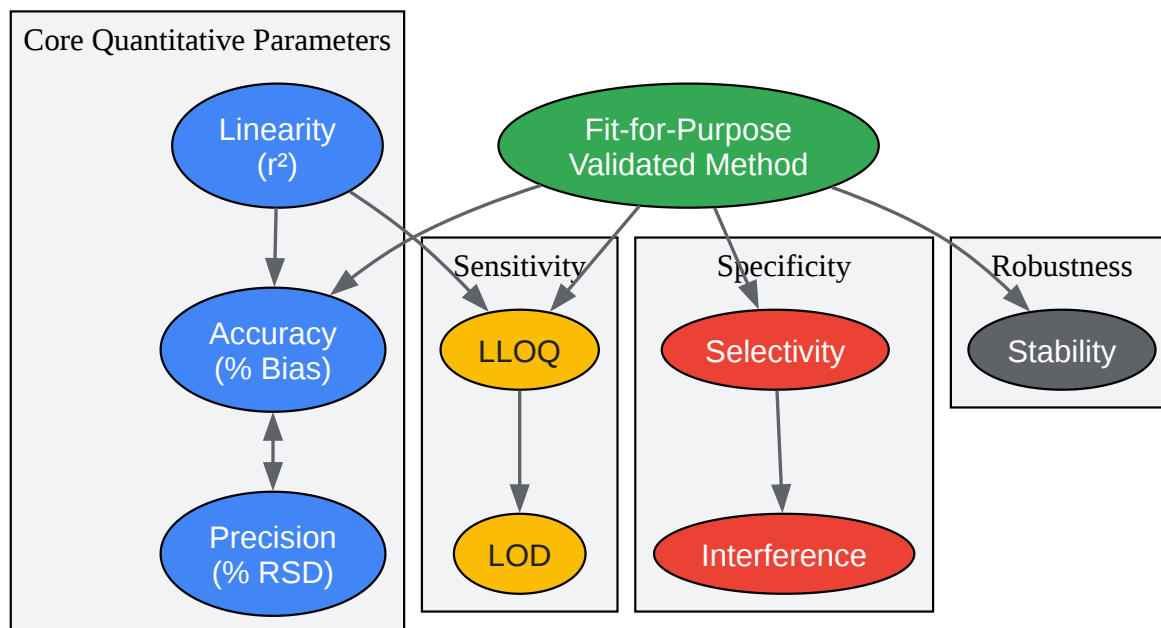 Core Quantitative Parameters
Linearity
(r²)
Fit-for-Purpose
Validated Method
Sensitivity
Specificity
Robustness
Accuracy
(% Bias)
LLOQ
Selectivity
Stability
Precision
(% RSD)
LOD
Interference